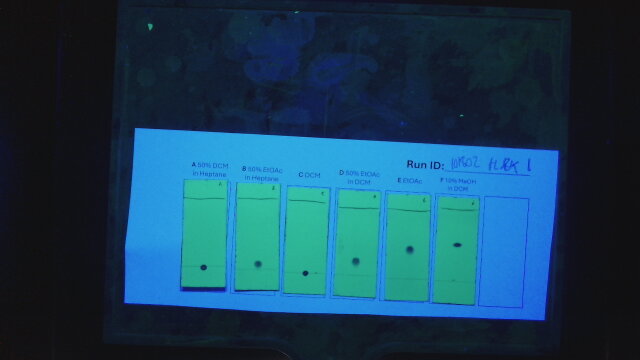 Run ID:
A 50% DCM
in Heptane
B 50% EtOAc
in Heptane
C DCM
D 50% EtOAc
in DCM
E EtOAc
F 10% MeOH
in DCM